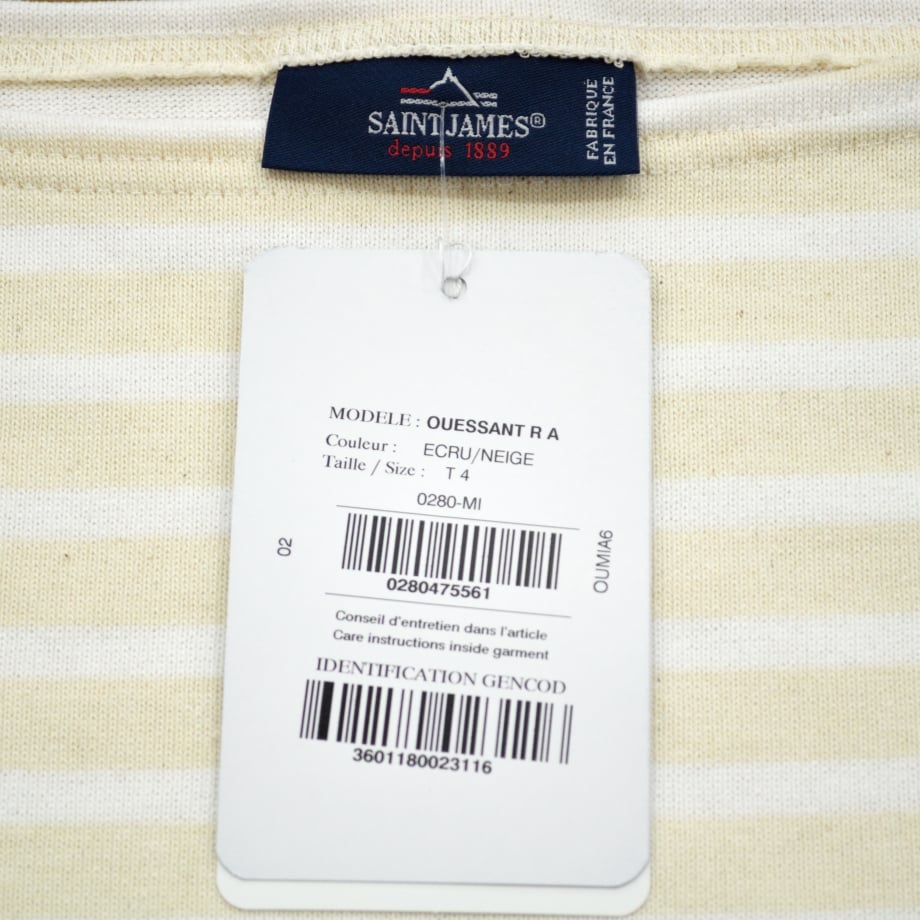 SAINT JAMES®
depuis 1889
FABRIQUÉ
EN FRANCE
MODELE : OUESSANT R A
Couleur : ECRU/NEIGE
Taille / Size : T 4
0280-MI
02
OUMIA6
0280475561
Conseil d'entretien dans l'article
Care instructions inside garment
IDENTIFICATION GENCOD
3601180023116